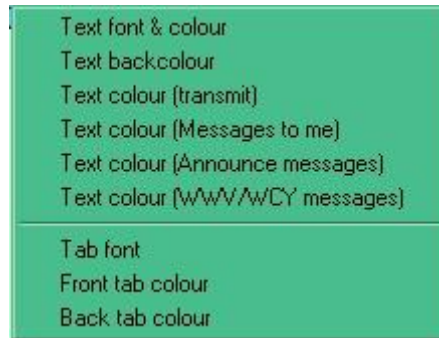 Text font & colour
Text backcolour
Text colour (transmit)
Text colour (Messages to me)
Text colour (Announce messages)
Text colour (WWV/WCY messages)
Tab font
Front tab colour
Back tab colour